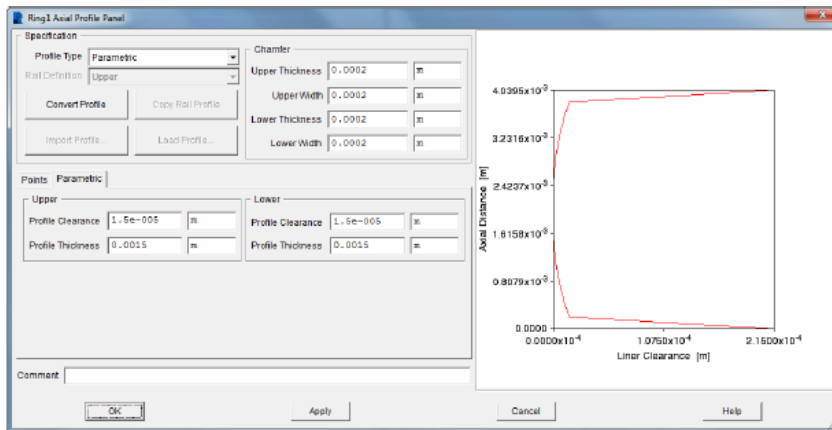 Ring1 Axial Profile Panel
Specification
Profile Type Parametric
Rail Definition Upper
Convert Profile
Copy Rail Profile
Import Profile...
Load Profile...
Chamfer
Upper Thickness 0.0002 m
Upper Width 0.0002 m
Lower Thickness 0.0002 m
Lower Width 0.0002 m
Points Parametric
Upper
Profile Clearance 1.5e-005 m
Profile Thickness 0.0015 m
Lower
Profile Clearance 1.5e-005 m
Profile Thickness 0.0015 m
Comment
OK Apply Cancel Help
4.0395x10⁻³
3.2316x10⁻³
2.4237x10⁻³
1.6158x10⁻³
0.8079x10⁻³
0.0000
Axial Distance [m]
0.0000x10⁻⁴ 1.0750x10⁻⁴ 2.1500x10⁻⁴
Liner Clearance [m]